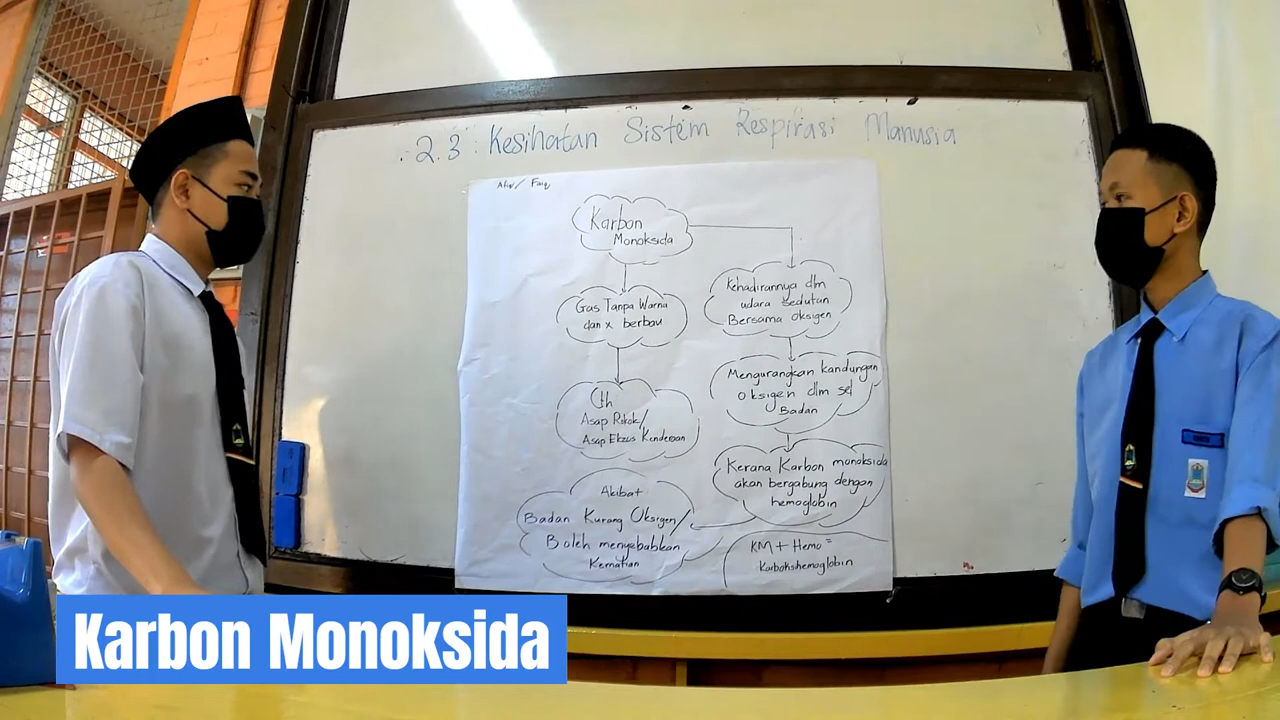 2.3 : Kesihatan Sistem Respirasi Manusia
Karbon
Monoksida
Gas Tanpa Warna
dan x berbau
Cth
Asap Rokok/
Asap Ekzos Kenderaan
Kehadirannya dlm
udara sedutan
Bersama Oksigen
Mengurangkan kandungan
oksigen dlm sel
Badan
Kerana Karbon monoksida
akan bergabung dengan
hemoglobin
Akibat
Badan Kurang Oksigen/
Boleh menyebabkan
Kematian
KM + Hemo =
Karboksihemoglobin
Karbon Monoksida